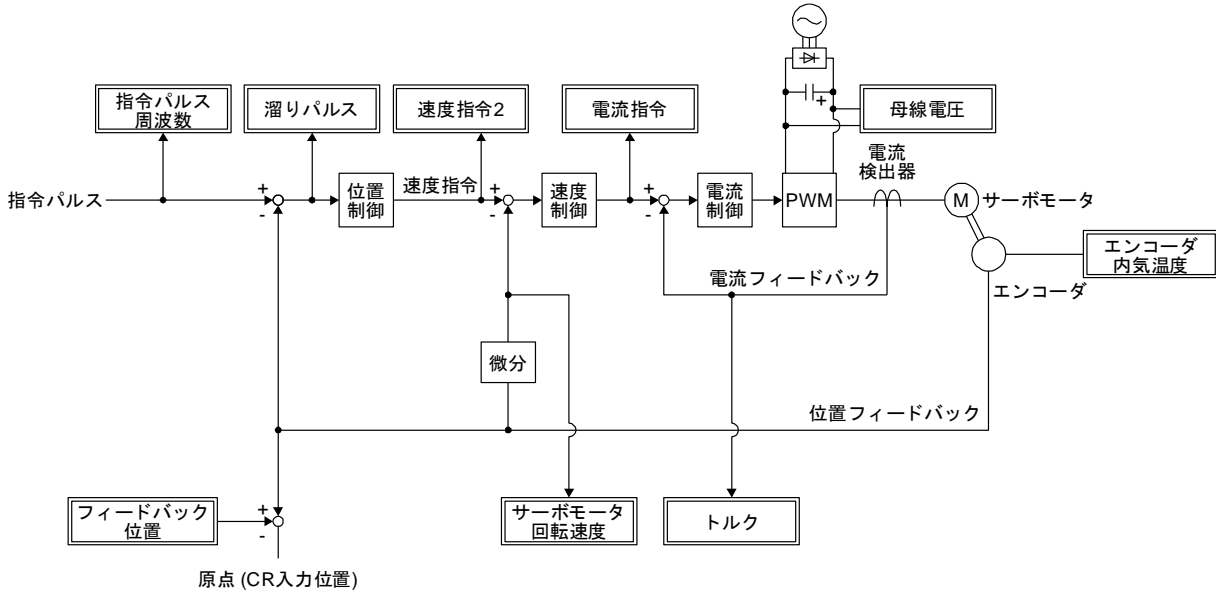 指令パルス
周波数
溜りパルス
速度指令2
電流指令
母線電圧
電流
検出器
指令パルス
+
-
位置
制御
速度指令
+
-
速度
制御
+
-
電流
制御
PWM
+
M
サーボモータ
エンコーダ
内気温度
電流フィードバック
エンコーダ
微分
位置フィードバック
フィードバック
位置
+
-
サーボモータ
回転速度
トルク
原点 (CR入力位置)